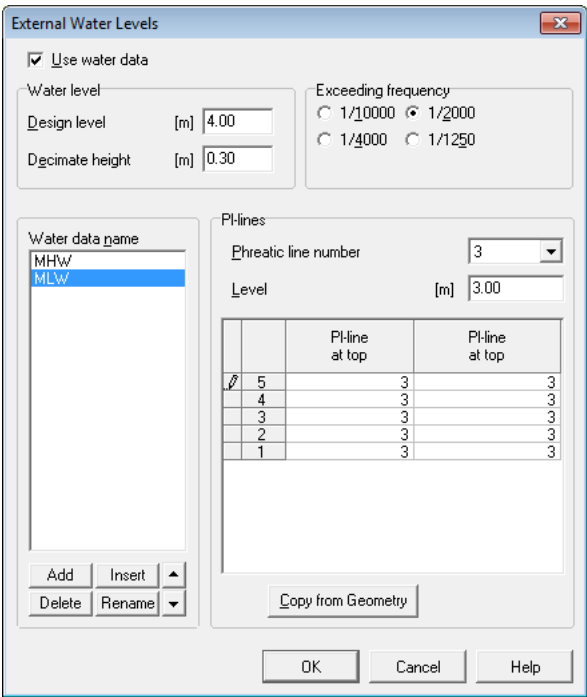 External Water Levels
Use water data
Water level
Design level [m] 4.00
Decimate height [m] 0.30
Exceeding frequency
1/10000 1/2000
1/4000 1/1250
Water data name
MHW
MLW
Add Insert
Delete Rename
Pl-lines
Phreatic line number 3
Level [m] 3.00
Pl-line Pl-line
at top at top
5 3 3
4 3 3
3 3 3
2 3 3
1 3 3
Copy from Geometry
OK Cancel Help